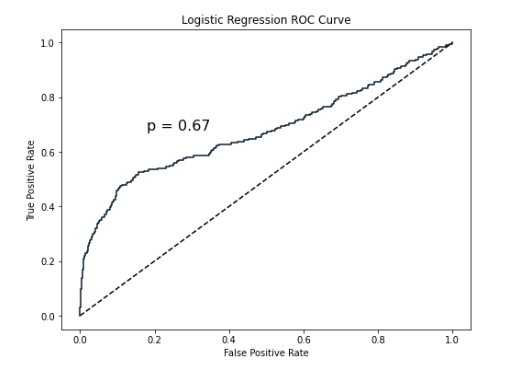 Logistic Regression ROC Curve
1.0
0.8
0.6
0.4
0.2
0.0
True Positive Rate
p = 0.67
0.0 0.2 0.4 0.6 0.8 1.0
False Positive Rate